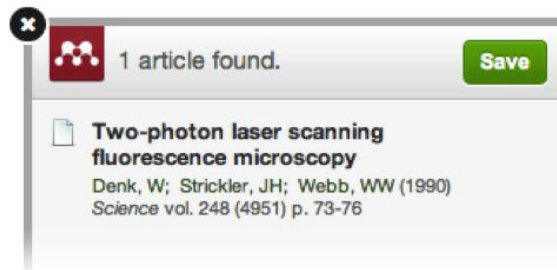 1 article found.
Save
Two-photon laser scanning
fluorescence microscopy
Denk, W; Strickler, JH; Webb, WW (1990)
Science vol. 248 (4951) p. 73-76